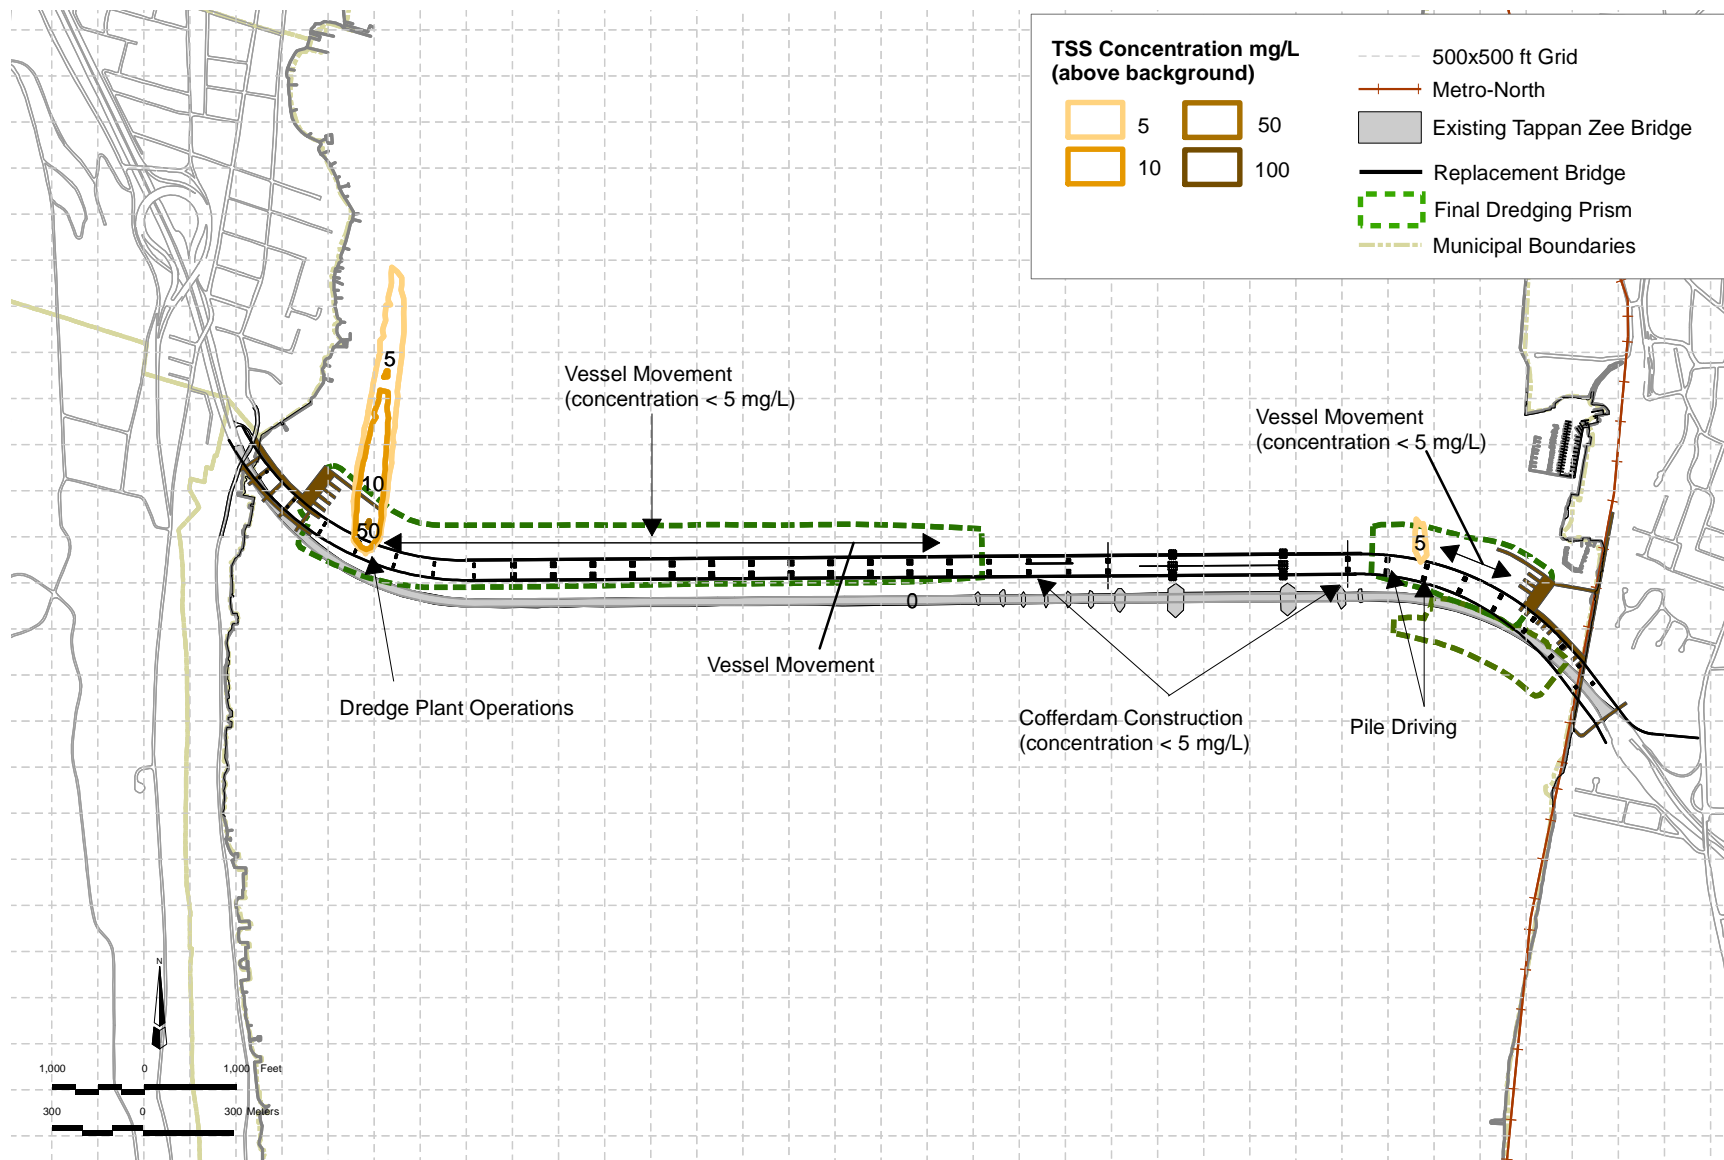 TSS Concentration mg/L
(above background)
5
50
10
100
500x500 ft Grid
Metro-North
Existing Tappan Zee Bridge
Replacement Bridge
Final Dredging Prism
Municipal Boundaries
5
Vessel Movement
(concentration < 5 mg/L)
Vessel Movement
(concentration < 5 mg/L)
10
50
5
0
Vessel Movement
Dredge Plant Operations
Cofferdam Construction
(concentration < 5 mg/L)
Pile Driving
N
1,000 0 1,000 Feet
300 0 300 Meters